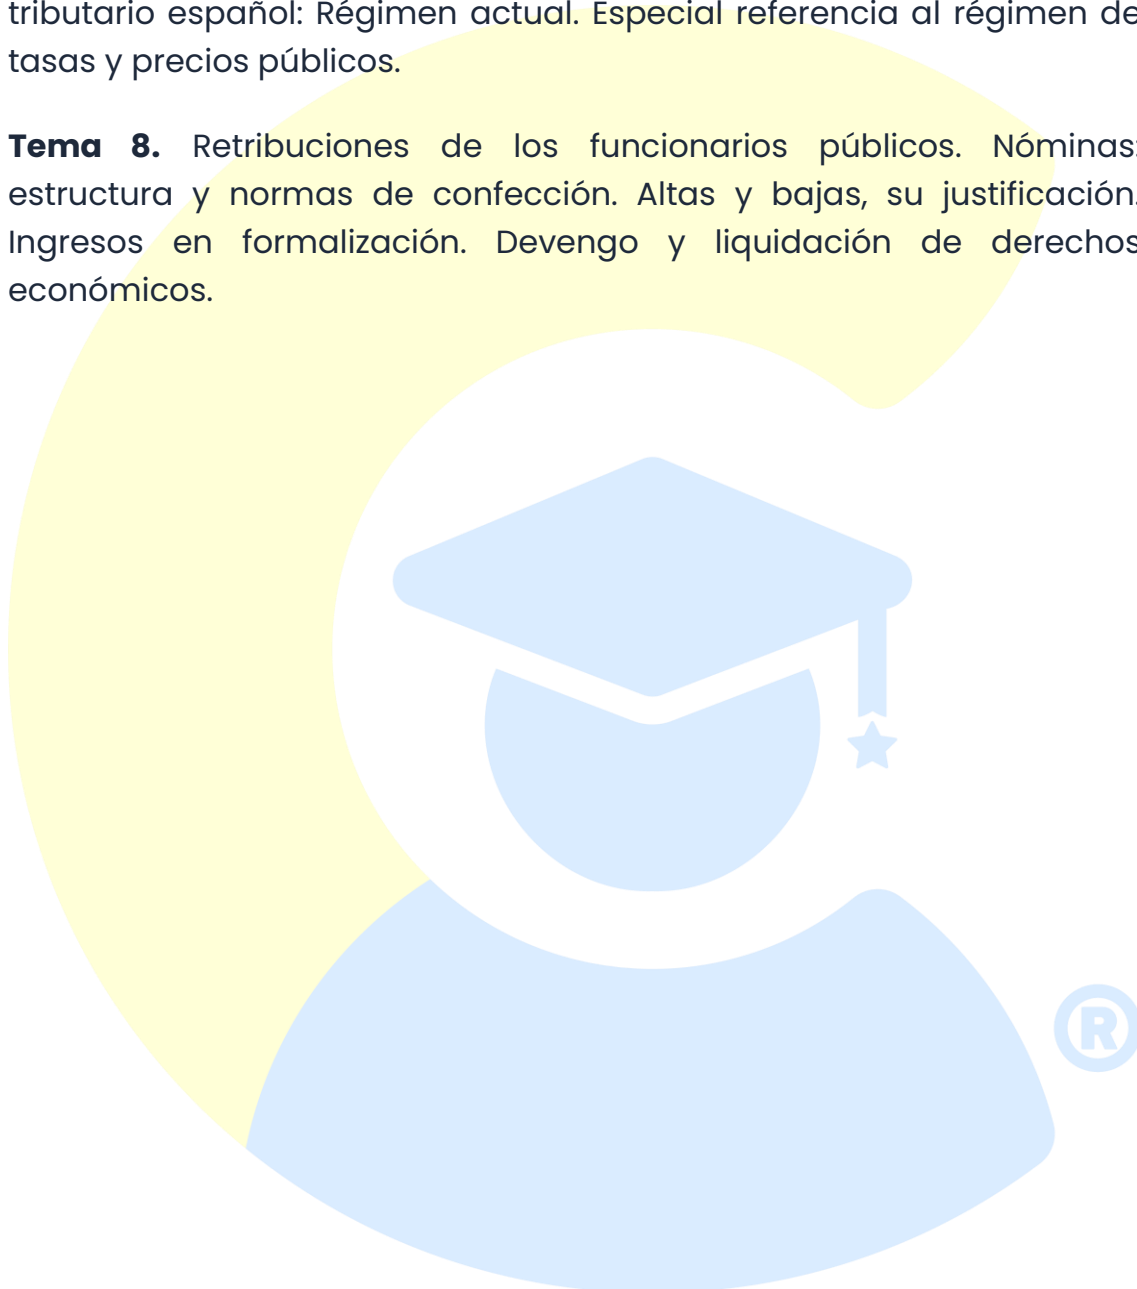 tributario español: Régimen actual. Especial referencia al régimen de
tasas y precios públicos.
Tema 8. Retribuciones de los funcionarios públicos. Nóminas:
estructura y normas de confección. Altas y bajas, su justificación.
Ingresos en formalización. Devengo y liquidación de derechos
económicos.
®